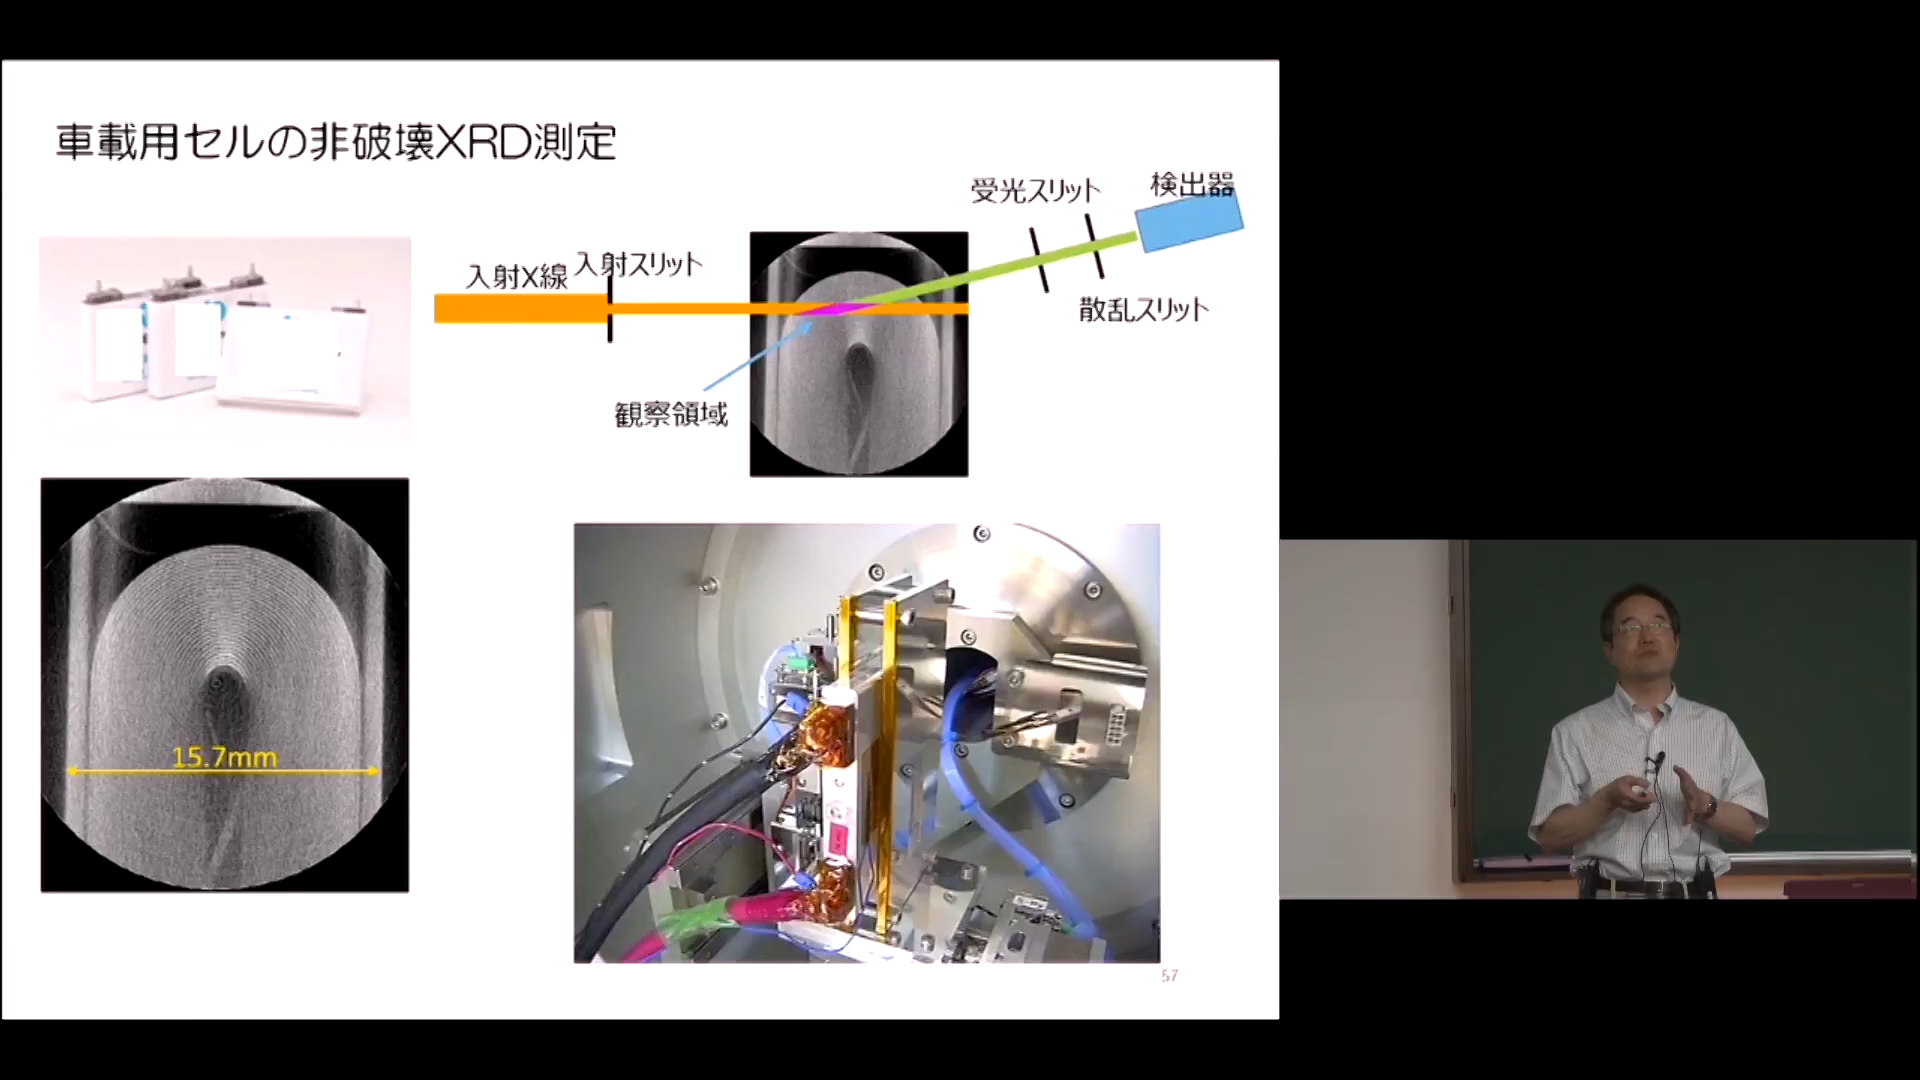 車載用セルの非破壊XRD測定
受光スリット
検出器
入射X線
入射スリット
散乱スリット
観察領域
15.7mm
57